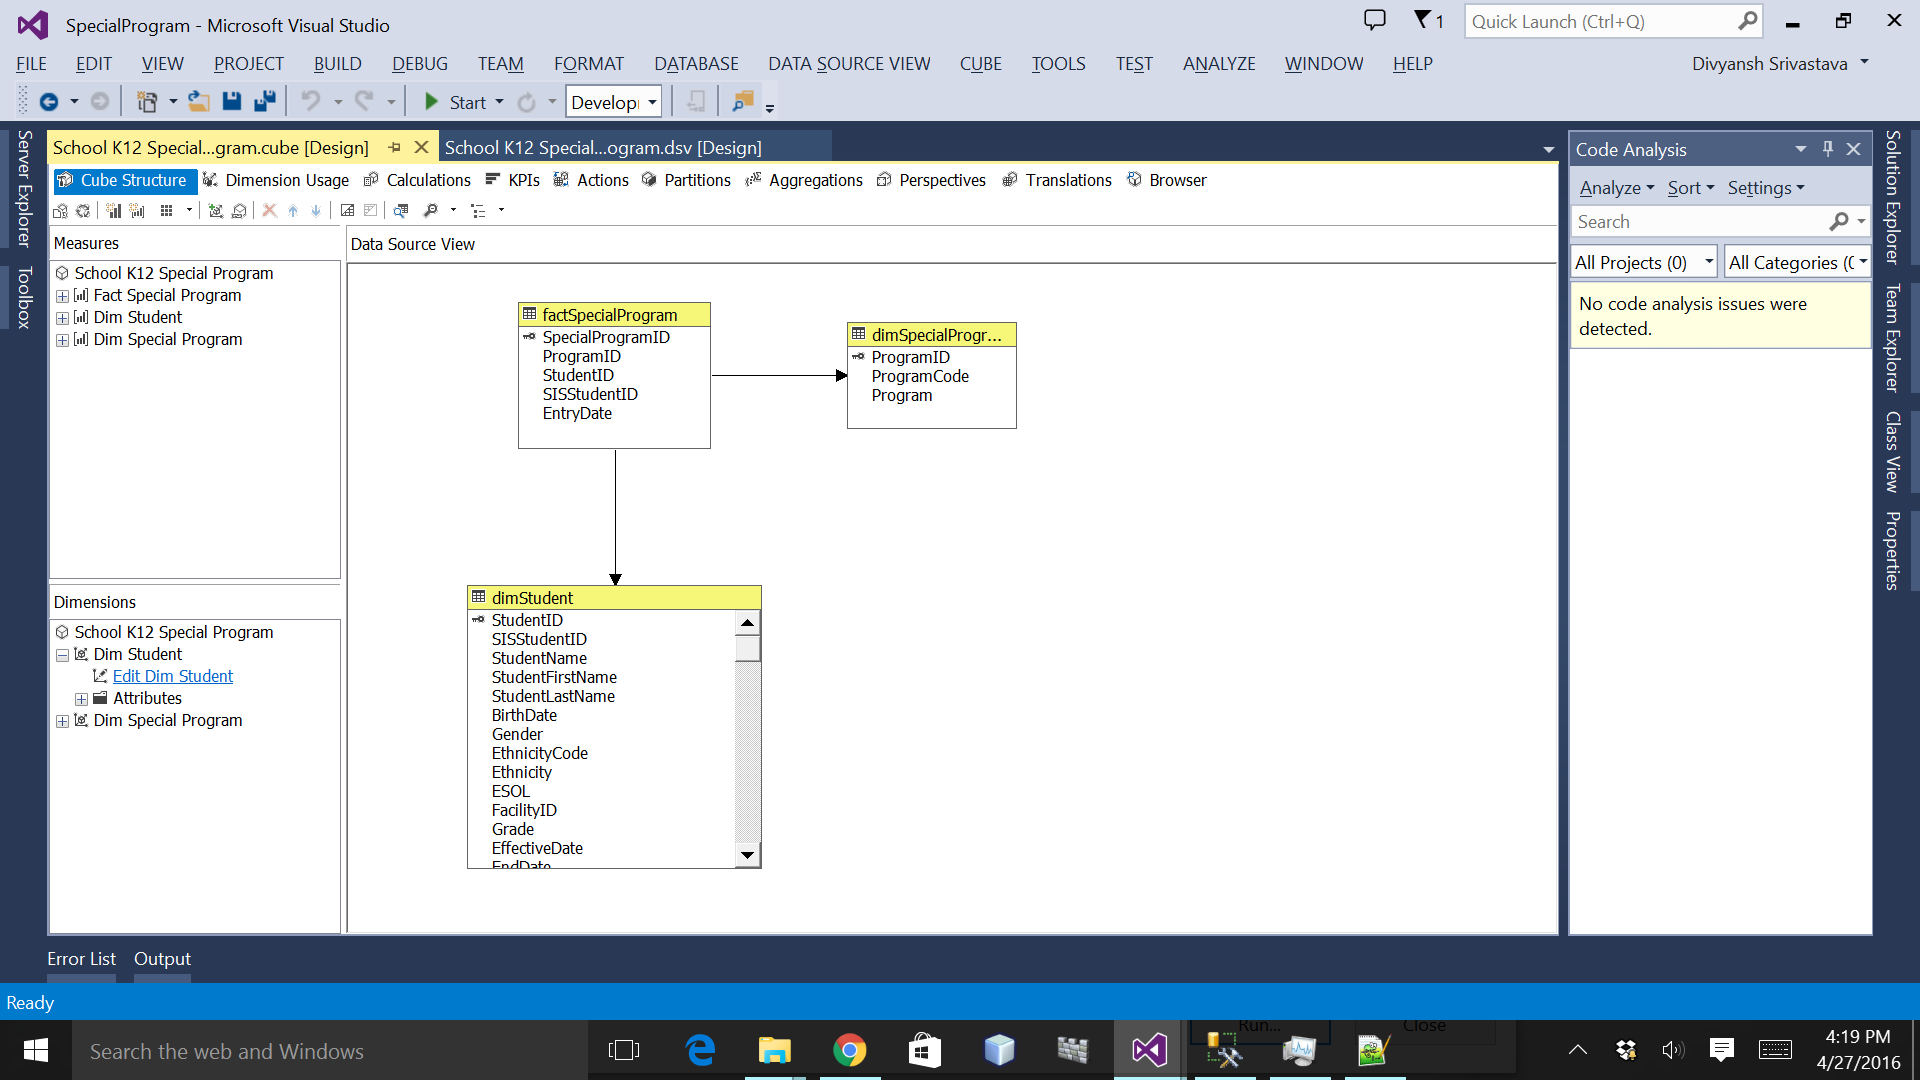 SpecialProgram - Microsoft Visual Studio
1
Quick Launch (Ctrl+Q)
FILE EDIT VIEW PROJECT BUILD DEBUG TEAM FORMAT DATABASE DATA SOURCE VIEW CUBE TOOLS TEST ANALYZE WINDOW HELP
Divyansh Srivastava
Start
Develop
Server Explorer
Toolbox
School K12 Special...gram.cube [Design]
School K12 Special...ogram.dsv [Design]
Cube Structure Dimension Usage Calculations KPIs Actions Partitions Aggregations Perspectives Translations Browser
Measures
School K12 Special Program
Fact Special Program
Dim Student
Dim Special Program
Dimensions
School K12 Special Program
Dim Student
Edit Dim Student
Attributes
Dim Special Program
Data Source View
factSpecialProgram
SpecialProgramID
ProgramID
StudentID
SISStudentID
EntryDate
dimSpecialProgr...
ProgramID
ProgramCode
Program
dimStudent
StudentID
SISStudentID
StudentName
StudentFirstName
StudentLastName
BirthDate
Gender
EthnicityCode
Ethnicity
ESOL
FacilityID
Grade
EffectiveDate
EndDate
Code Analysis
Analyze Sort Settings
Search
All Projects (0)
All Categories (0
No code analysis issues were
detected.
Solution Explorer
Team Explorer
Class View
Properties
Error List Output
Ready
Search the web and Windows
Run...
Close
4:19 PM
4/27/2016